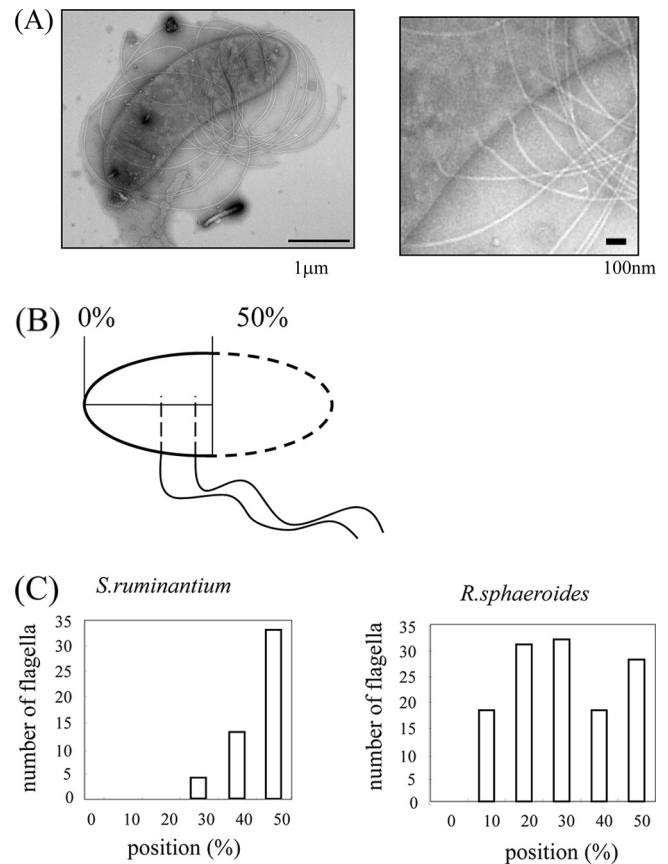 (A)
1μm
100nm
(B)
0%
50%
(C)
S.ruminantium
number of flagella
35
30
25
20
15
10
5
0
0 10 20 30 40 50
position (%)
R.sphaeroides
number of flagella
35
30
25
20
15
10
5
0
0 10 20 30 40 50
position (%)